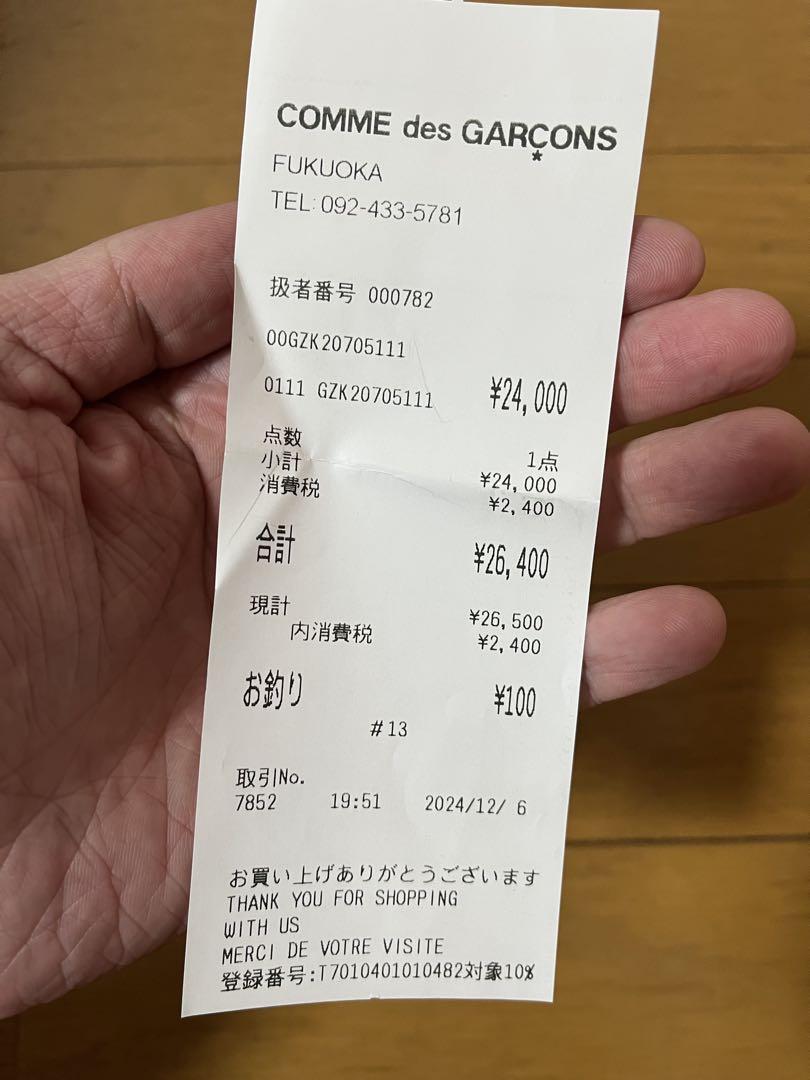 COMME des GARÇONS
FUKUOKA
TEL: 092-433-5781
扱者番号 000782
00GZK20705111
0111 GZK20705111 ¥24,000
点数 1点
小計 ¥24,000
消費税 ¥2,400
合計 ¥26,400
現計 ¥26,500
内消費税 ¥2,400
お釣り ¥100
#13
取引No.
7852 19:51 2024/12/ 6
お買い上げありがとうございます
THANK YOU FOR SHOPPING
WITH US
MERCI DE VOTRE VISITE
登録番号:T7010401010482対象10%